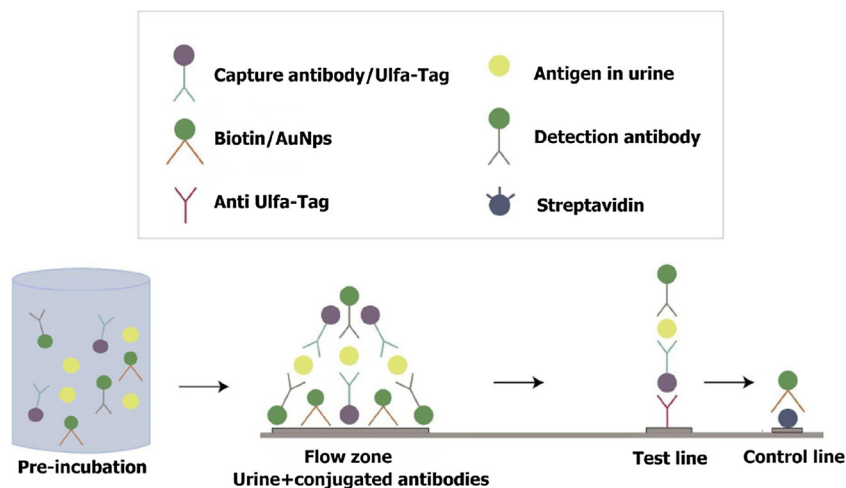 Capture antibody/Ulfa-Tag
Antigen in urine
Biotin/AuNps
Detection antibody
Anti Ulfa-Tag
Streptavidin
Pre-incubation
Flow zone
Urine+conjugated antibodies
Test line
Control line